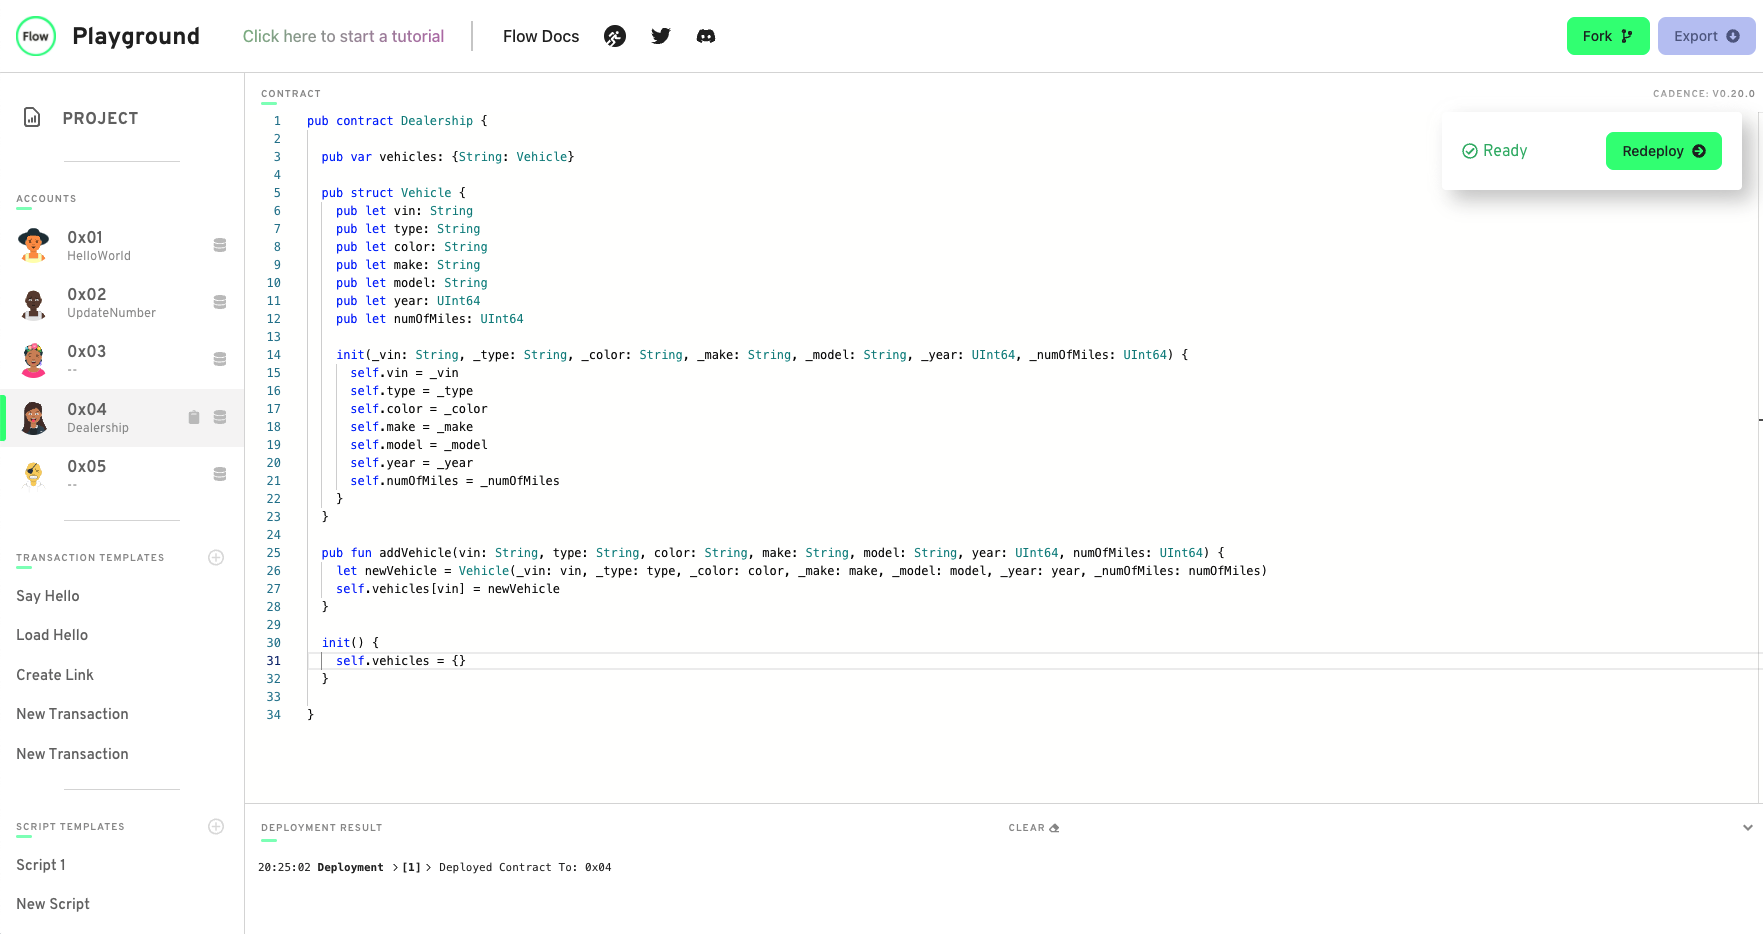 Flow Playground Click here to start a tutorial Flow Docs Fork Export
PROJECT
ACCOUNTS
0x01
HelloWorld
0x02
UpdateNumber
0x03
--
0x04
Dealership
0x05
--
TRANSACTION TEMPLATES
Say Hello
Load Hello
Create Link
New Transaction
New Transaction
SCRIPT TEMPLATES
Script 1
New Script
CONTRACT
CADENCE: V0.20.0
Ready Redeploy
1 pub contract Dealership {
2
3   pub var vehicles: {String: Vehicle}
4
5   pub struct Vehicle {
6     pub let vin: String
7     pub let type: String
8     pub let color: String
9     pub let make: String
10     pub let model: String
11     pub let year: UInt64
12     pub let numOfMiles: UInt64
13
14     init(_vin: String, _type: String, _color: String, _make: String, _model: String, _year: UInt64, _numOfMiles: UInt64) {
15       self.vin = _vin
16       self.type = _type
17       self.color = _color
18       self.make = _make
19       self.model = _model
20       self.year = _year
21       self.numOfMiles = _numOfMiles
22     }
23   }
24
25   pub fun addVehicle(vin: String, type: String, color: String, make: String, model: String, year: UInt64, numOfMiles: UInt64) {
26     let newVehicle = Vehicle(_vin: vin, _type: type, _color: color, _make: make, _model: model, _year: year, _numOfMiles: numOfMiles)
27     self.vehicles[vin] = newVehicle
28   }
29
30   init() {
31     self.vehicles = {}
32   }
33
34 }
DEPLOYMENT RESULT CLEAR
20:25:02 Deployment > [1] > Deployed Contract To: 0x04